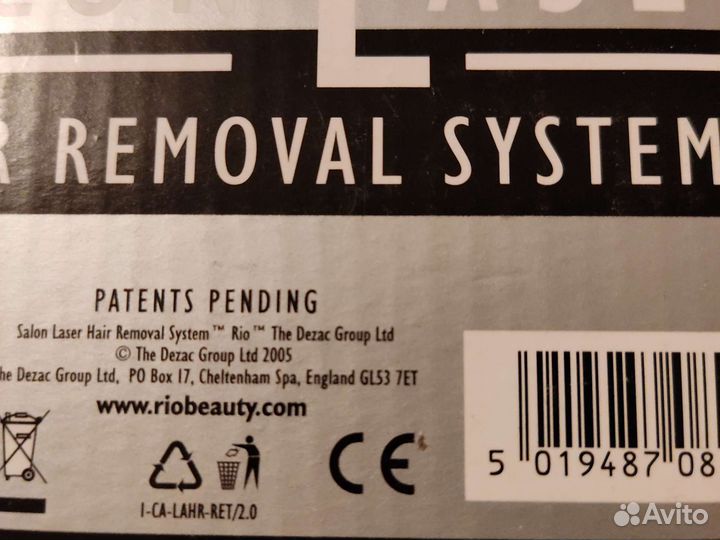 R REMOVAL SYSTEM
PATENTS PENDING
Salon Laser Hair Removal System™ Rio™ The Dezac Group Ltd
© The Dezac Group Ltd 2005
he Dezac Group Ltd, PO Box 17, Cheltenham Spa, England GL53 7ET
www.riobeauty.com
CE
5 019487 08
1-CA-LAHR-RET/2.0
Avito